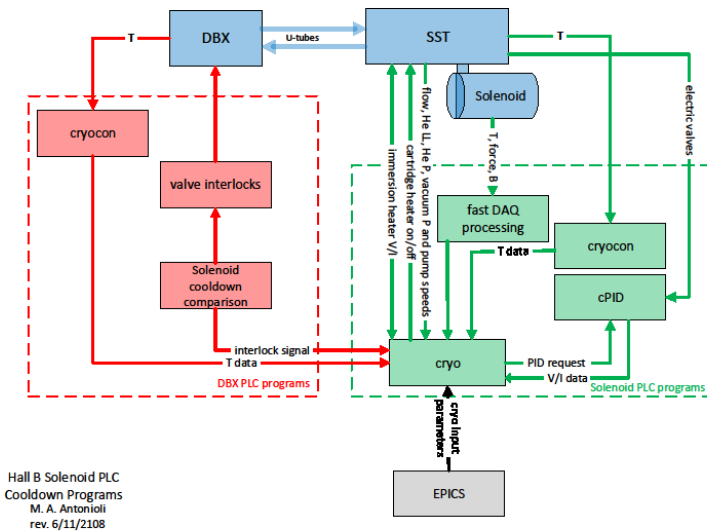 DBX
U-tubes
SST
T
T
Solenoid
electric valves
cryocon
flow, He LL, He P, vacuum P and pump speeds
cartridge heater on/off
immersion heater V/I
T, force, B
valve interlocks
fast DAQ
processing
cryocon
T data
Solenoid
cooldown
comparison
cPID
interlock signal
T data
DBX PLC programs
cryo
PID request
V/I data
Solenoid PLC programs
cryo input
parameters
EPICS
Hall B Solenoid PLC
Cooldown Programs
M. A. Antonioli
rev. 6/11/2108